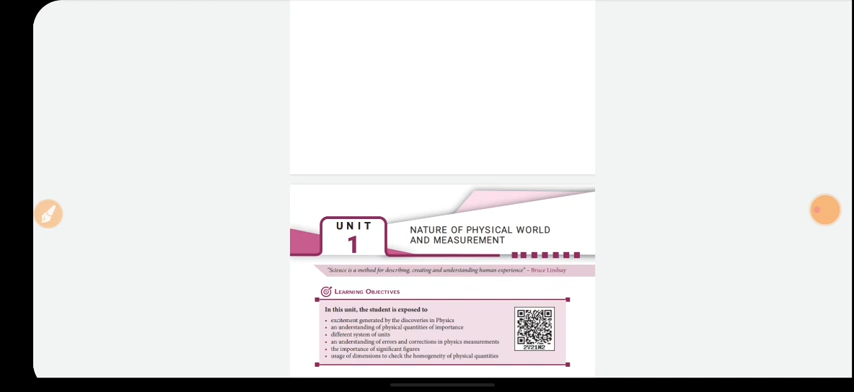 UNIT
1
NATURE OF PHYSICAL WORLD
AND MEASUREMENT
"Science is a method for describing, creating and understanding human experience" – Bruce Lindsay
LEARNING OBJECTIVES
In this unit, the student is exposed to
• excitement generated by the discoveries in Physics
• an understanding of physical quantities of importance
• different system of units
• an understanding of errors and corrections in physics measurements
• the importance of significant figures
• usage of dimensions to check the homogeneity of physical quantities